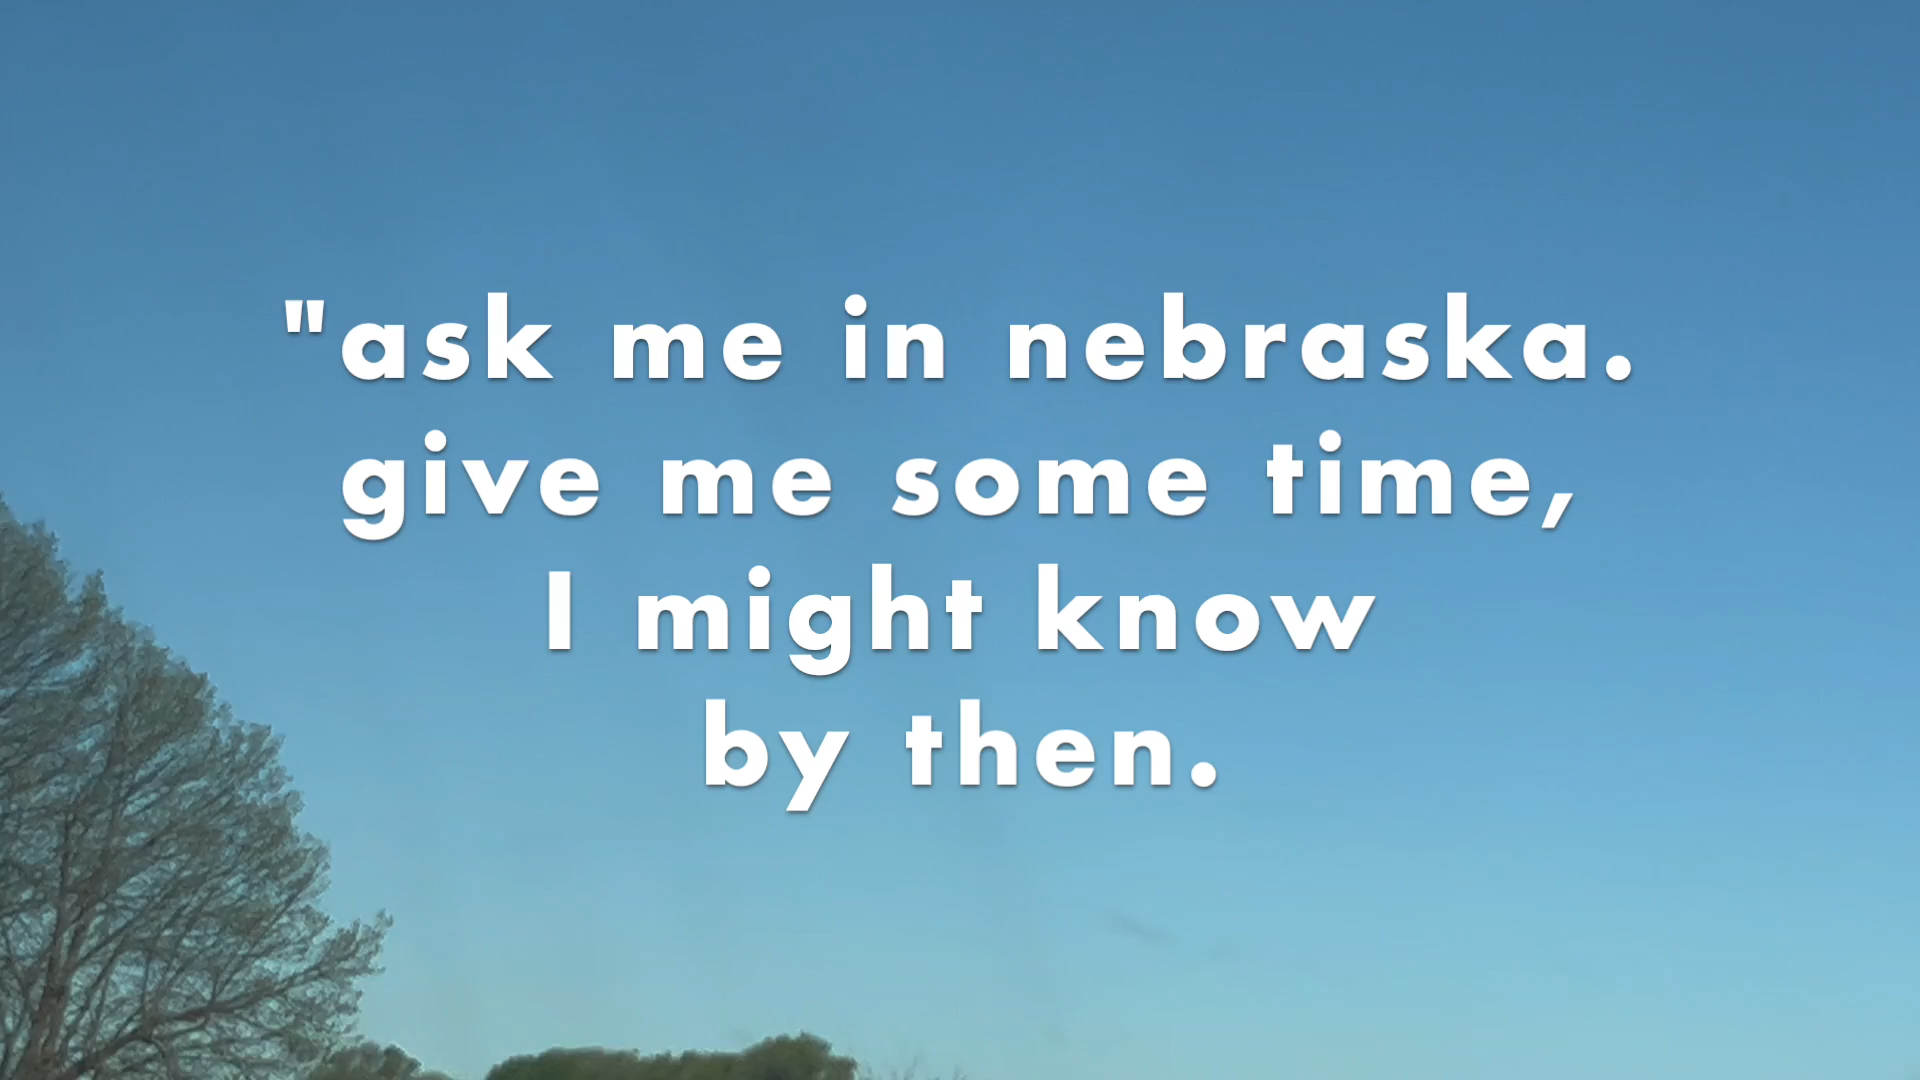 "ask me in nebraska.
give me some time,
I might know
by then.